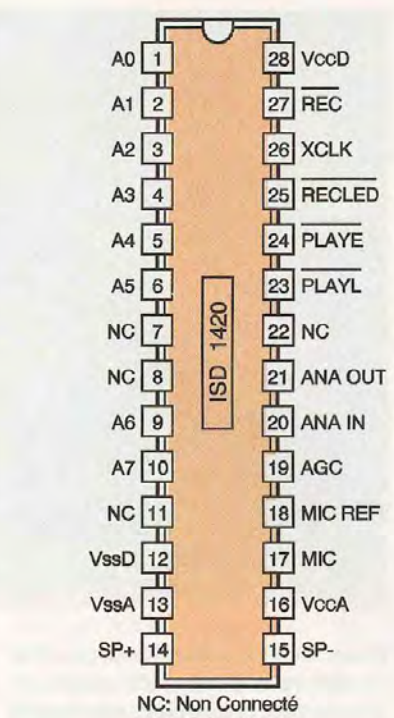 A0 1 28 VccD
A1 2 27 REC
A2 3 26 XCLK
A3 4 25 RECLED
A4 5 24 PLAYE
A5 6 23 PLAYL
NC 7 22 NC
ISD 1420
NC 8 21 ANA OUT
A6 9 20 ANA IN
A7 10 19 AGC
NC 11 18 MIC REF
VssD 12 17 MIC
VssA 13 16 VccA
SP+ 14 15 SP-
NC: Non Connecté